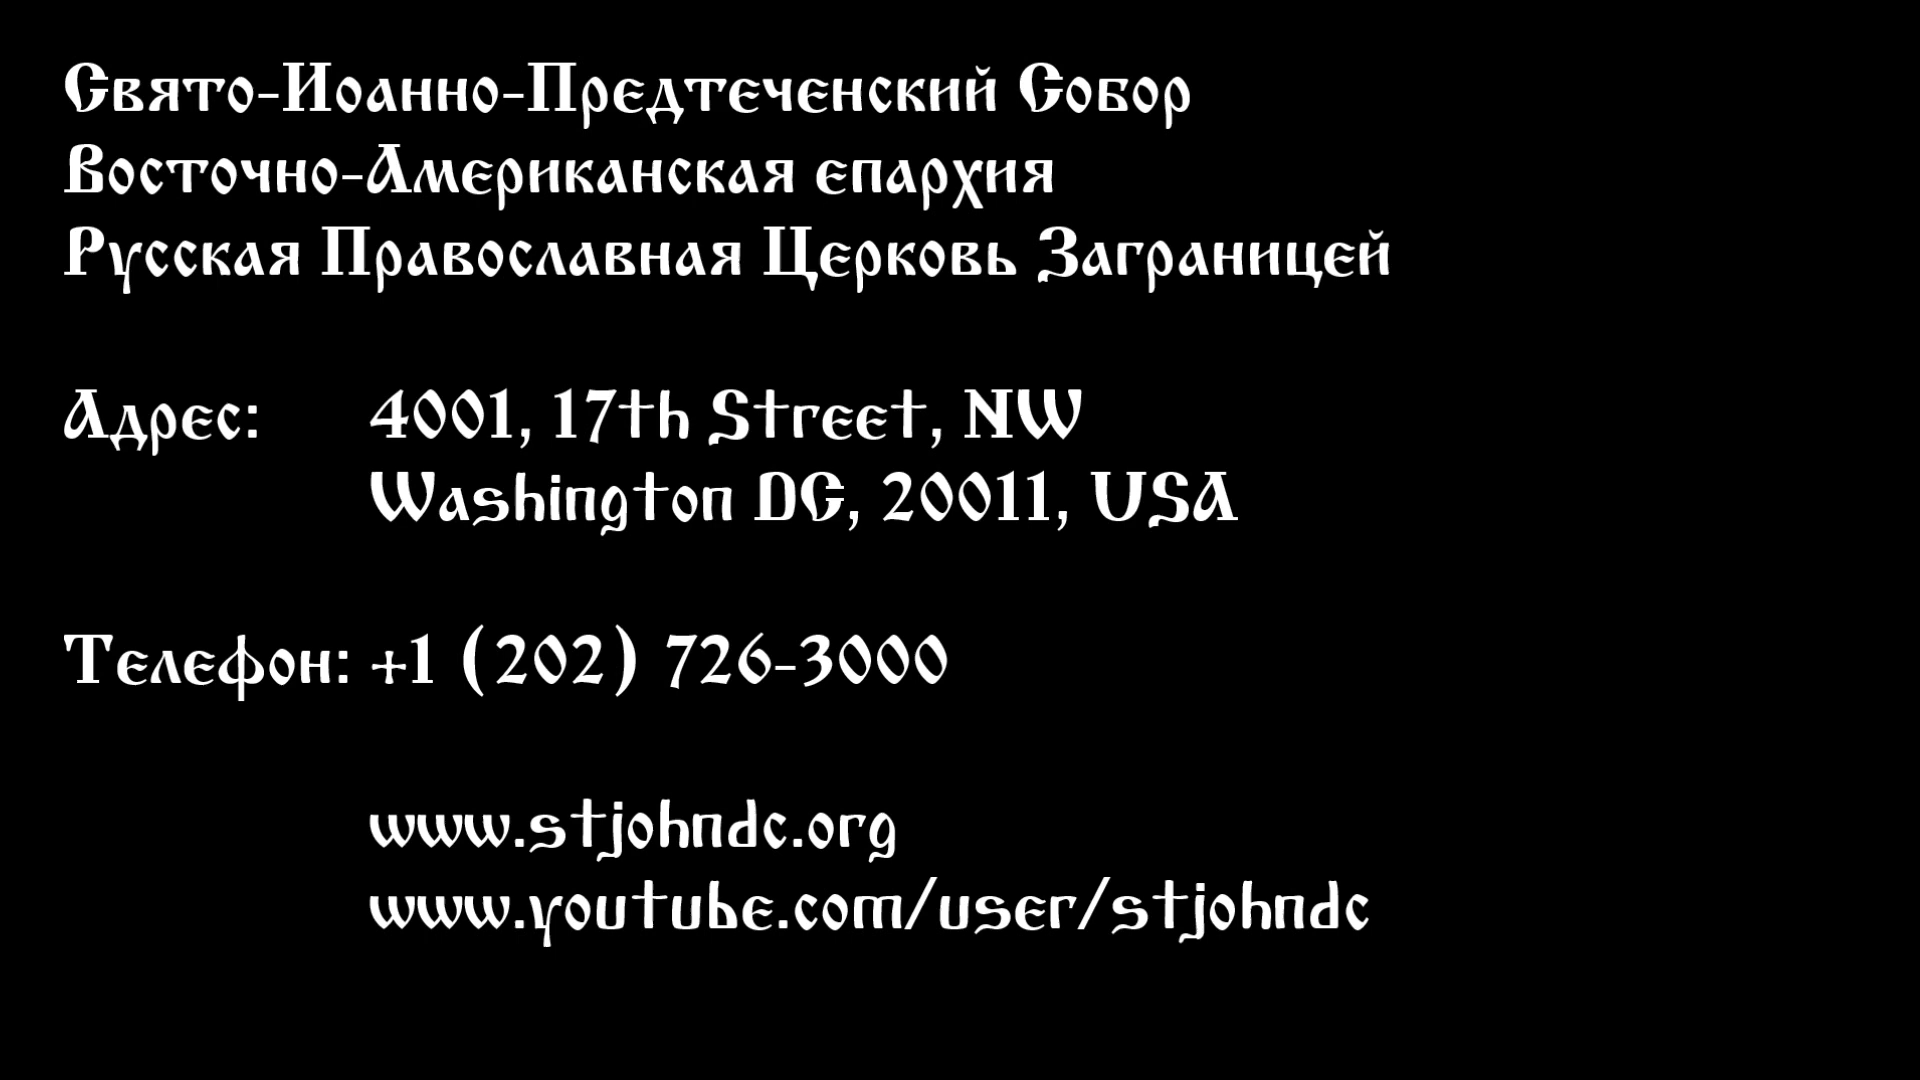 Свято-Иоанно-Предтеченский Собор
Восточно-Американская епархия
Русская Православная Церковь Заграницей
Адрес: 4001, 17th Street, NW
Washington DC, 20011, USA
Телефон: +1 (202) 726-3000
www.stjohndc.org
www.youtube.com/user/stjohndc